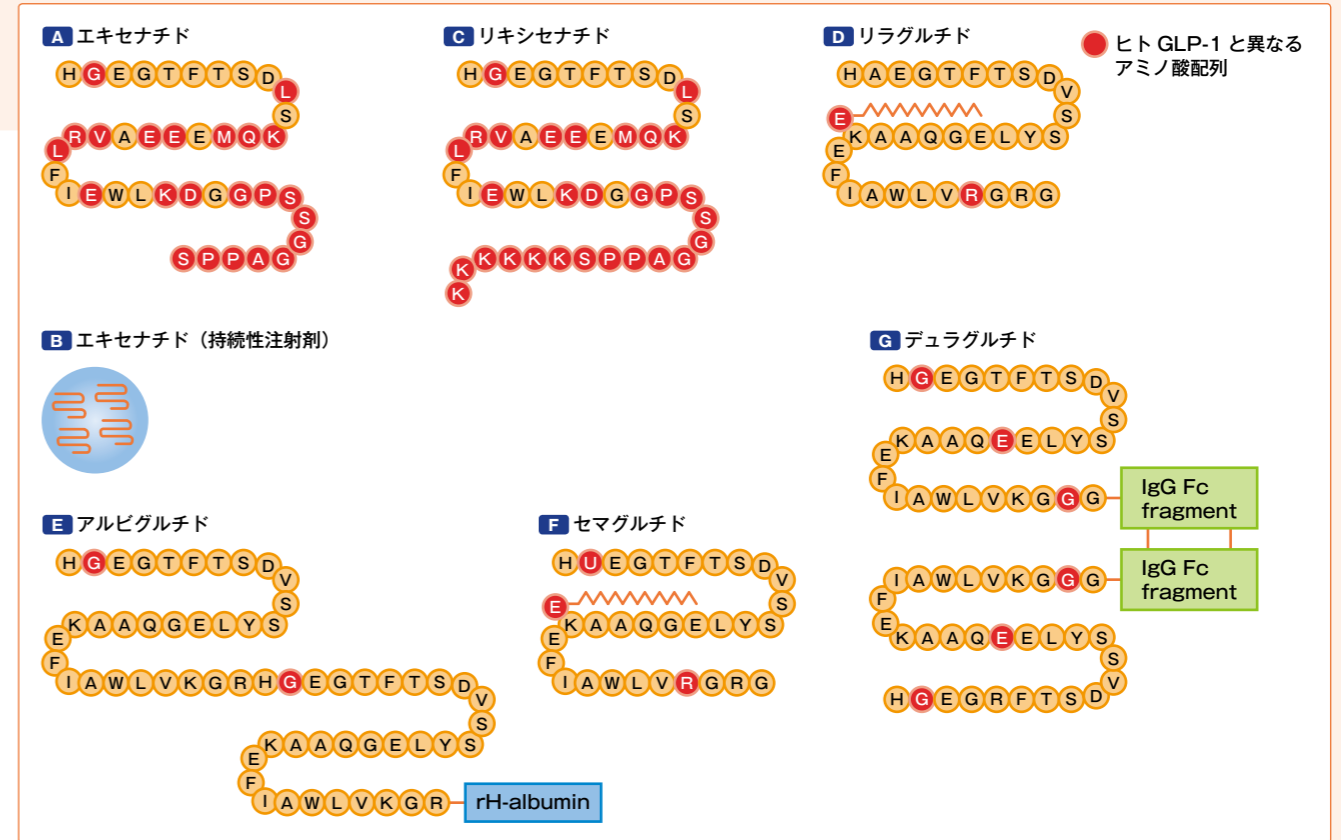 A エキセナチド
HGEGTFTSD
L
S
RVAEEEMQK
L
F
IEWLKDGGPS
S
G
SPPAG
C リキシセナチド
HGEGTFTSD
L
S
RVAEEEMQK
L
F
IEWLKDGGPS
S
G
KKKKSPPAG
K
K
D リラグルチド
HAEGTFTSD
V
S
E
KAAQGELYS
E
F
IAWLVRGRG
ヒト GLP-1 と異なる
アミノ酸配列
B エキセナチド（持続性注射剤）
E アルビグルチド
HGEGTFTSD
V
S
KAAQGELYS
E
F
IAWLVKGRHGEGTFTSD
V
S
KAAQGELYS
E
F
IAWLVKGR
rH-albumin
F セマグルチド
HUEGTFTSD
V
S
E
KAAQGELYS
E
F
IAWLVRGRG
G デュラグルチド
HGEGTFTSD
V
S
KAAQEELYS
E
F
IAWLVKGGG
IgG Fc
fragment
IAWLVKGGG
IgG Fc
fragment
F
E
KAAQEELYS
S
V
HGEGRFTSD